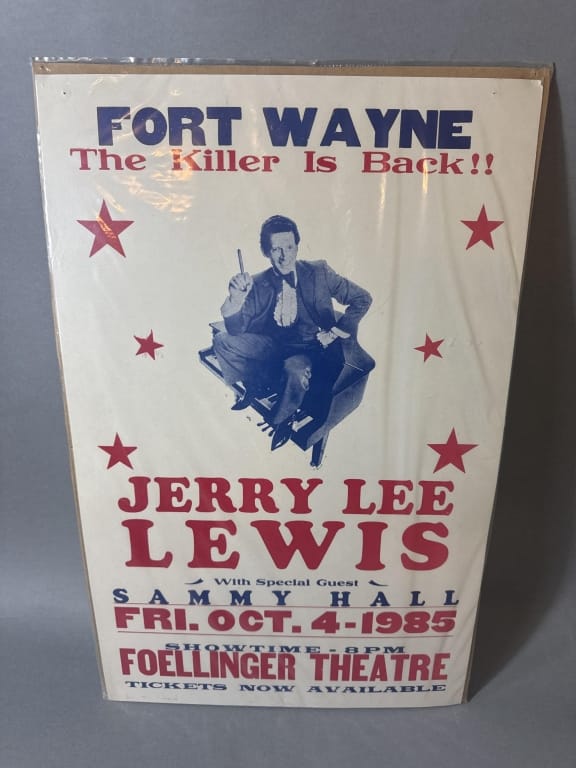 FORT WAYNE
The Killer Is Back!!
JERRY LEE
LEWIS
With Special Guest
SAMMY HALL
FRI. OCT. 4-1985
SHOWTIME - 8PM
FOELLINGER THEATRE
TICKETS NOW AVAILABLE